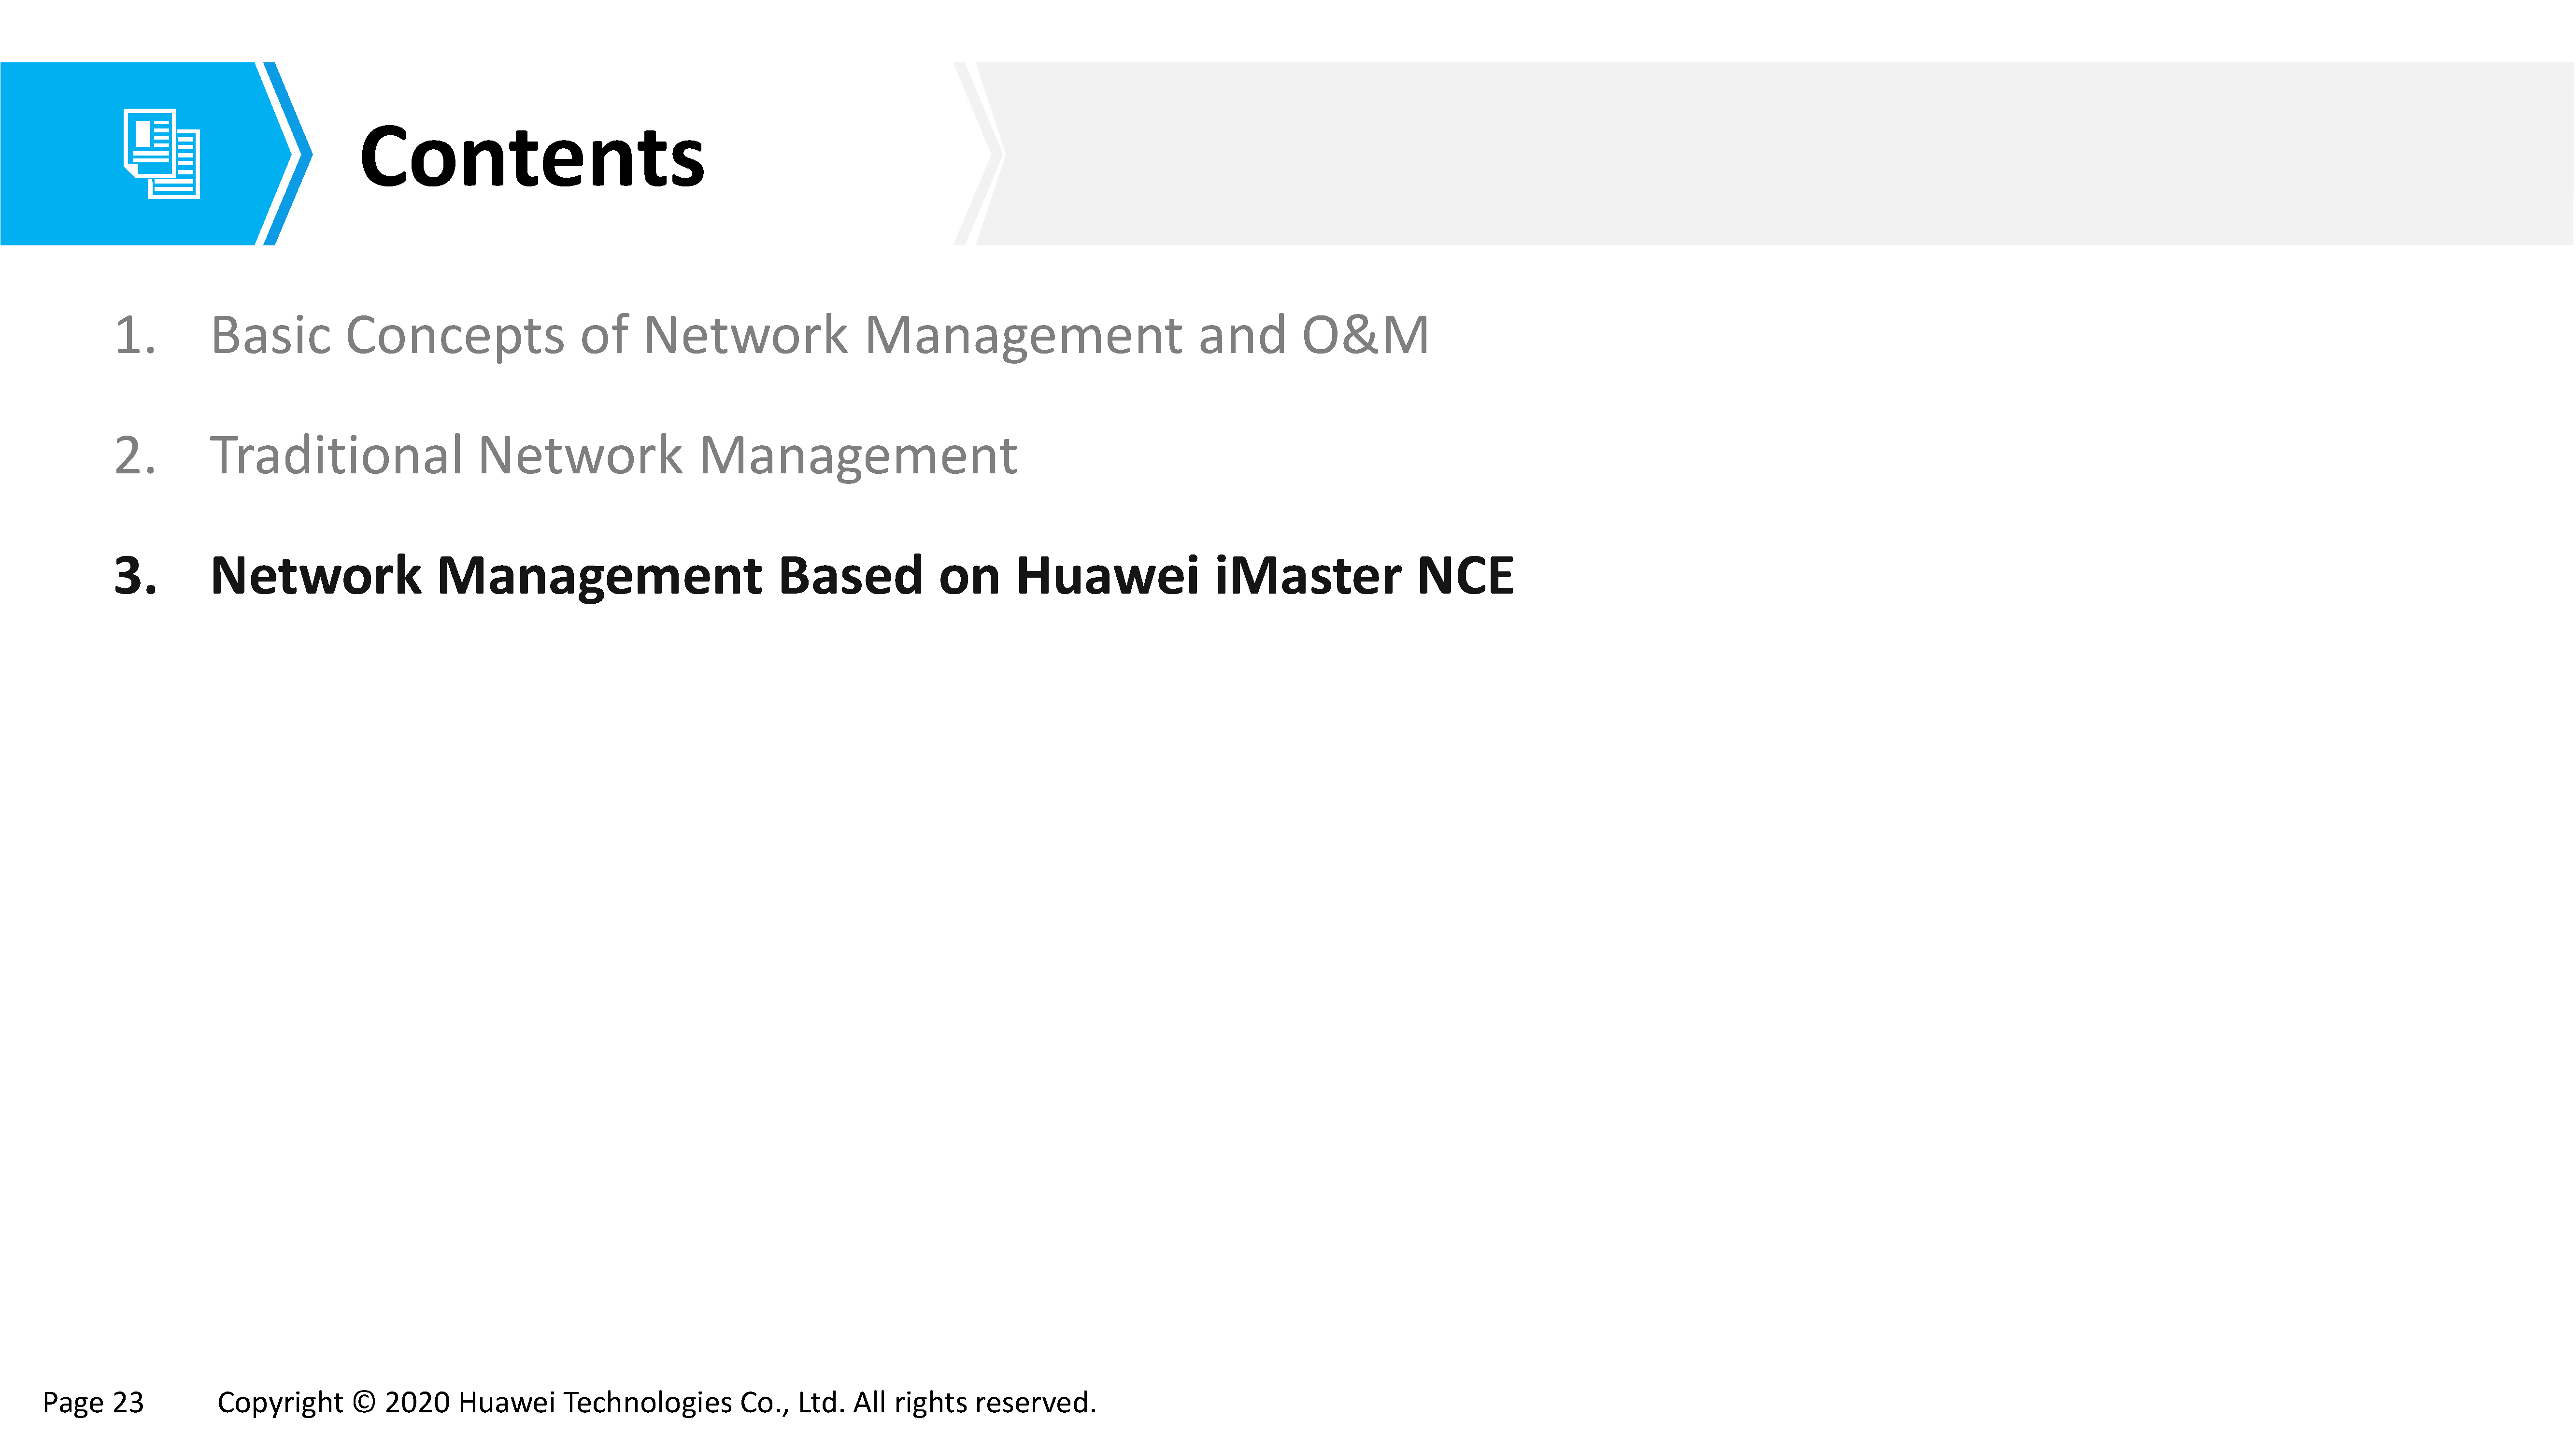 Contents
1. Basic Concepts of Network Management and O&M
2. Traditional Network Management
3. Network Management Based on Huawei iMaster NCE
Page 23 Copyright © 2020 Huawei Technologies Co., Ltd. All rights reserved.